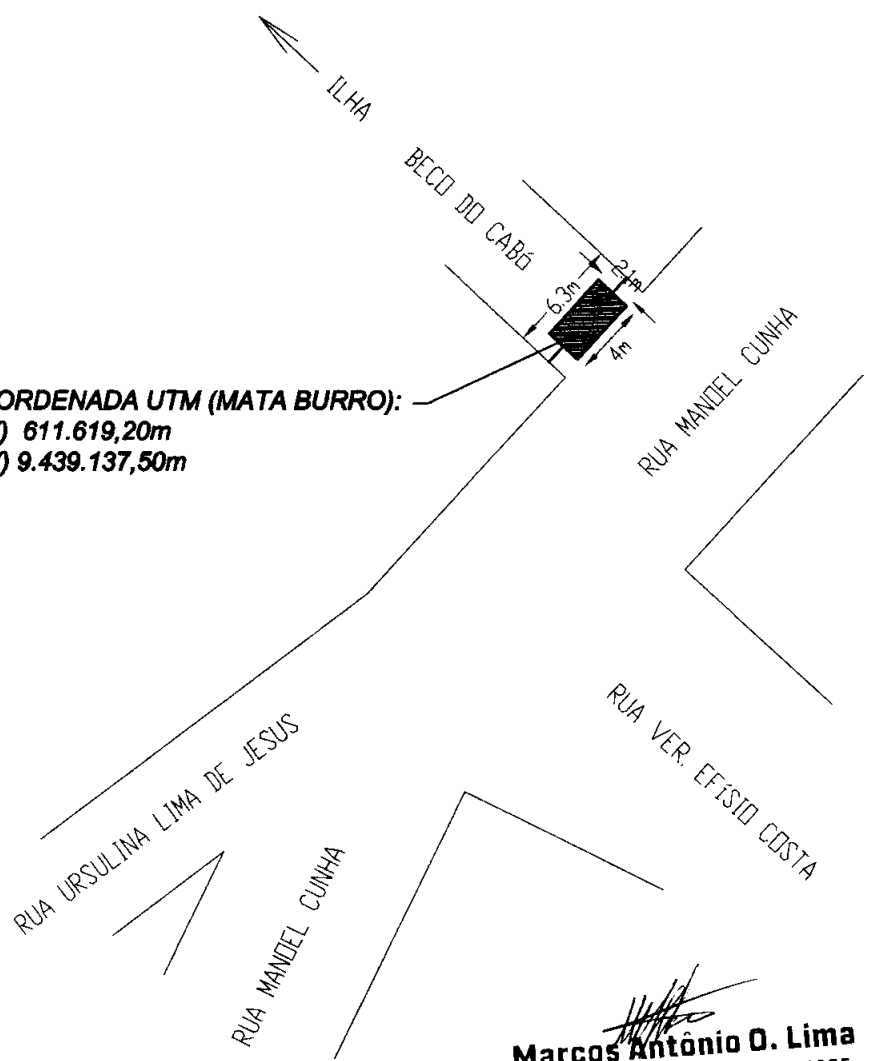 ILHA
BECO DO CABÓ
6.3m
2.1m
4m
RUA MANOEL CUNHA
ORDENADA UTM (MATA BURRO):
) 611.619,20m
) 9.439.137,50m
RUA VER. EFÍSIO COSTA
RUA URSULINA LIMA DE JESUS
RUA MANOEL CUNHA
Marcos Antônio O. Lima